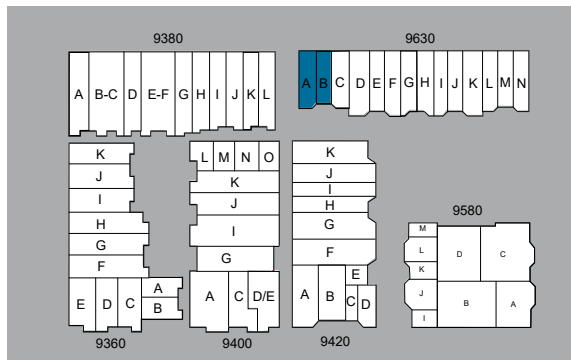 9380
A B-C D E-F G H I J K L
9630
A B C D E F G H I J K L M N
K
J
I
H
G
F
E D C A
B
9360
L M N O
K
J
I
G
A C D/E
9400
K
J
I
H
G
F
E
A B C D
9420
9580
M
L
K
J
I
D C
B A